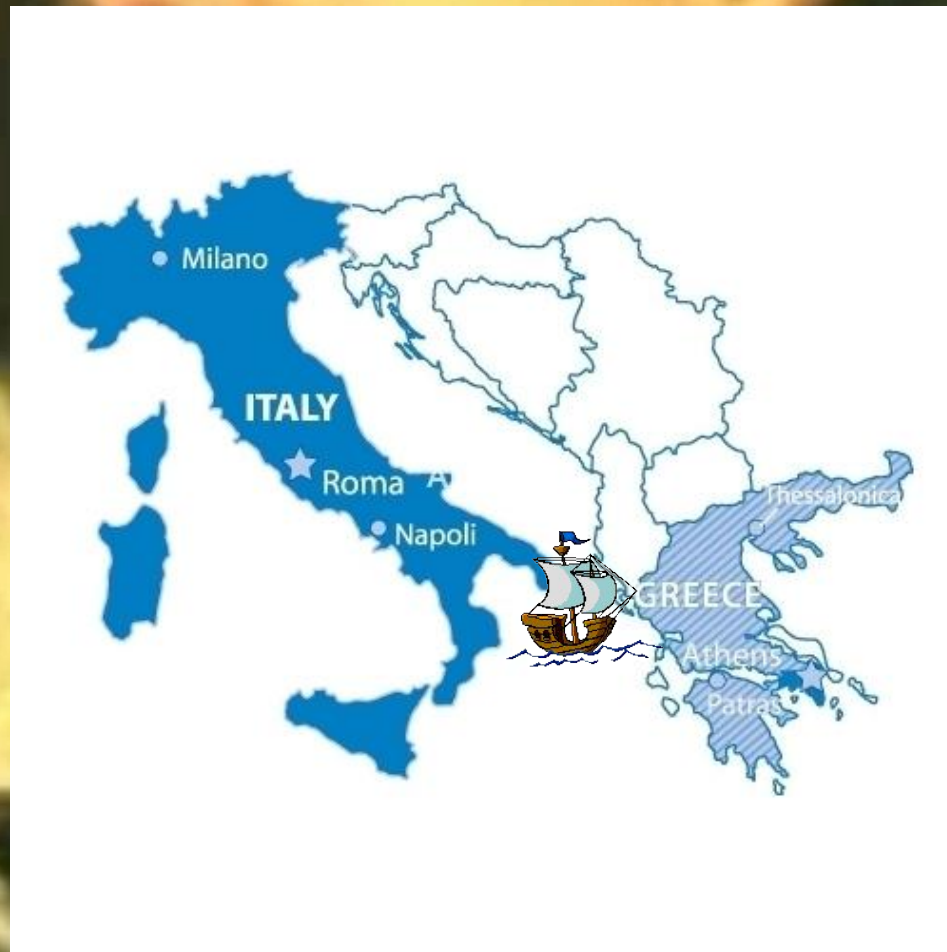 Milano
ITALY
Roma
A
Napoli
Thessalonica
GREECE
Athens
Patras